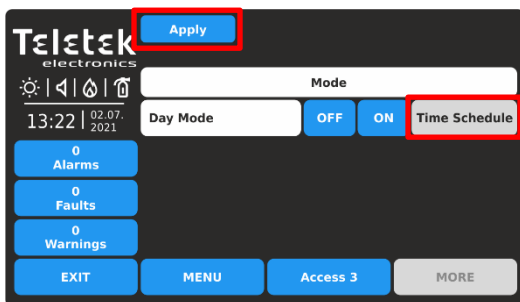 Teletek
electronics
Apply
Mode
13:22 02.07.
2021
Day Mode
OFF
ON
Time Schedule
0
Alarms
0
Faults
0
Warnings
EXIT
MENU
Access 3
MORE